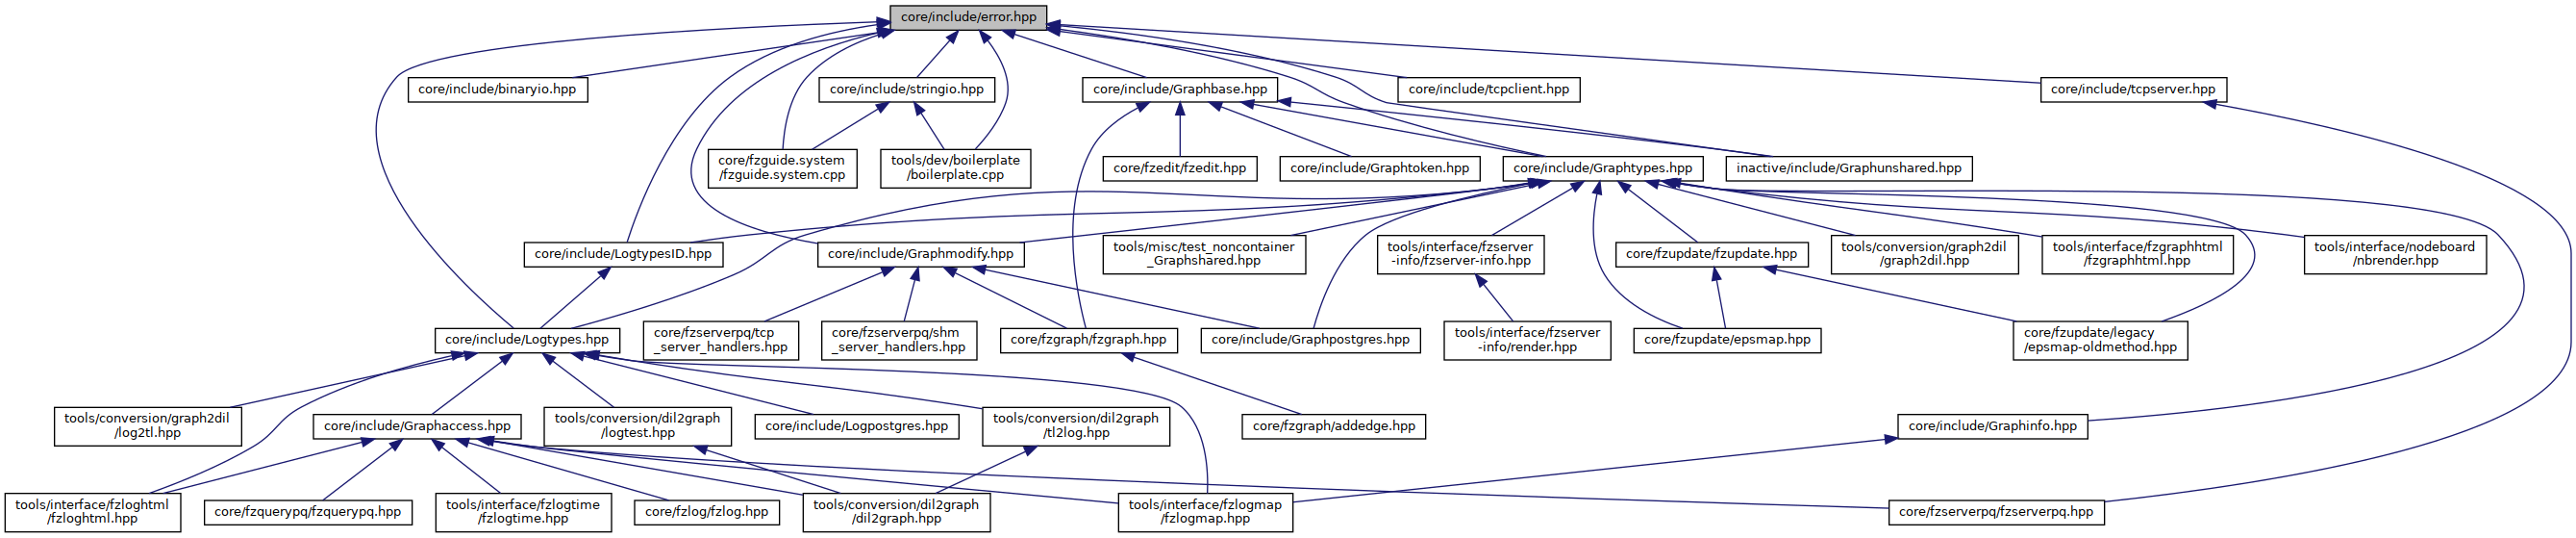 core/include/error.hpp
core/include/binaryio.hpp
core/include/stringio.hpp
core/include/Graphbase.hpp
core/include/tcpclient.hpp
core/include/tcpserver.hpp
core/fzguide.system
/fzguide.system.cpp
tools/dev/boilerplate
/boilerplate.cpp
core/fzedit/fzedit.hpp
core/include/Graphtoken.hpp
core/include/Graphtypes.hpp
inactive/include/Graphunshared.hpp
core/include/LogtypesID.hpp
core/include/Graphmodify.hpp
tools/misc/test_noncontainer
_Graphshared.hpp
tools/interface/fzserver
-info/fzserver-info.hpp
core/fzupdate/fzupdate.hpp
tools/conversion/graph2dil
/graph2dil.hpp
tools/interface/fzgraphhtml
/fzgraphhtml.hpp
tools/interface/nodeboard
/nbrender.hpp
core/include/Logtypes.hpp
core/fzserverpq/tcp
_server_handlers.hpp
core/fzserverpq/shm
_server_handlers.hpp
core/fzgraph/fzgraph.hpp
core/include/Graphpostgres.hpp
tools/interface/fzserver
-info/render.hpp
core/fzupdate/epsmap.hpp
core/fzupdate/legacy
/epsmap-oldmethod.hpp
tools/conversion/graph2dil
/log2tl.hpp
core/include/Graphaccess.hpp
tools/conversion/dil2graph
/logtest.hpp
core/include/Logpostgres.hpp
tools/conversion/dil2graph
/tl2log.hpp
core/fzgraph/addedge.hpp
core/include/Graphinfo.hpp
tools/interface/fzloghtml
/fzloghtml.hpp
core/fzquerypq/fzquerypq.hpp
tools/interface/fzlogtime
/fzlogtime.hpp
core/fzlog/fzlog.hpp
tools/conversion/dil2graph
/dil2graph.hpp
tools/interface/fzlogmap
/fzlogmap.hpp
core/fzserverpq/fzserverpq.hpp